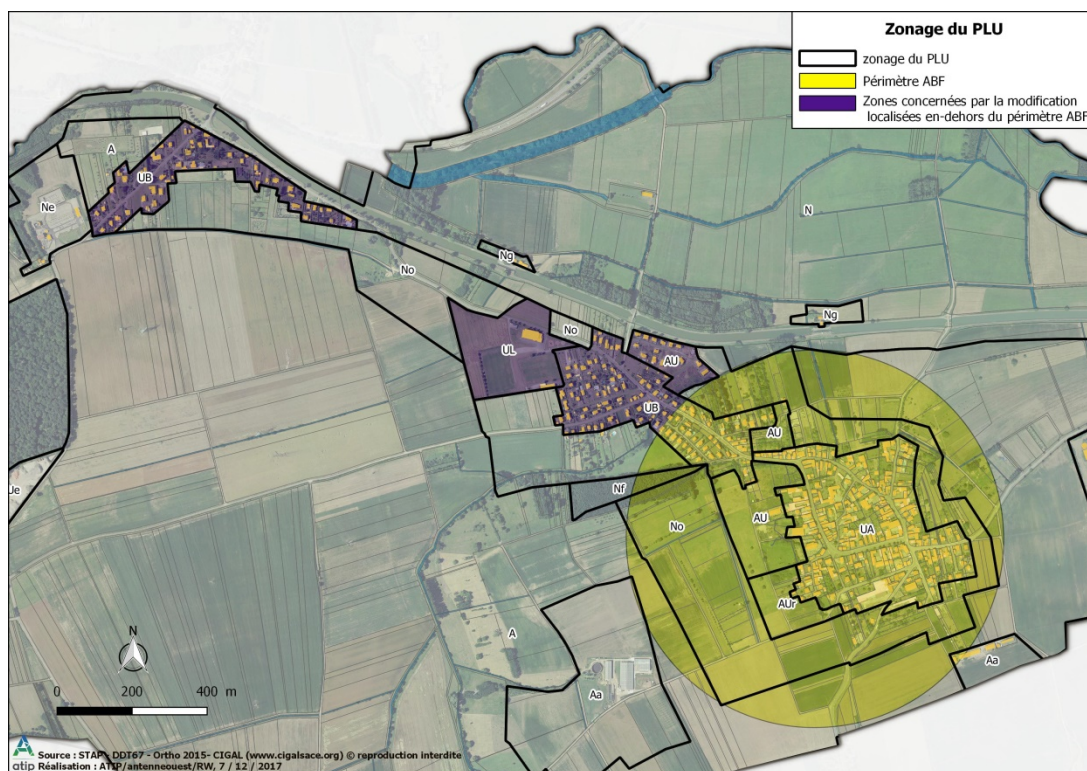 Zonage du PLU
zonage du PLU
Périmètre ABF
Zones concernées par la modification
localisées en-dehors du périmètre ABF
A
UB
Ne
N
No
Ng
Ng
No
UL
AU
UB
AU
Nf
AU
UA
No
Ue
AUr
A
Aa
Aa
N
0 200 400 m
Source : STAP - DDT67 - Ortho 2015- CIGAL (www.cigalsace.org) © reproduction interdite
atip Réalisation : ATIP/antenneouest/RW, 7 / 12 / 2017